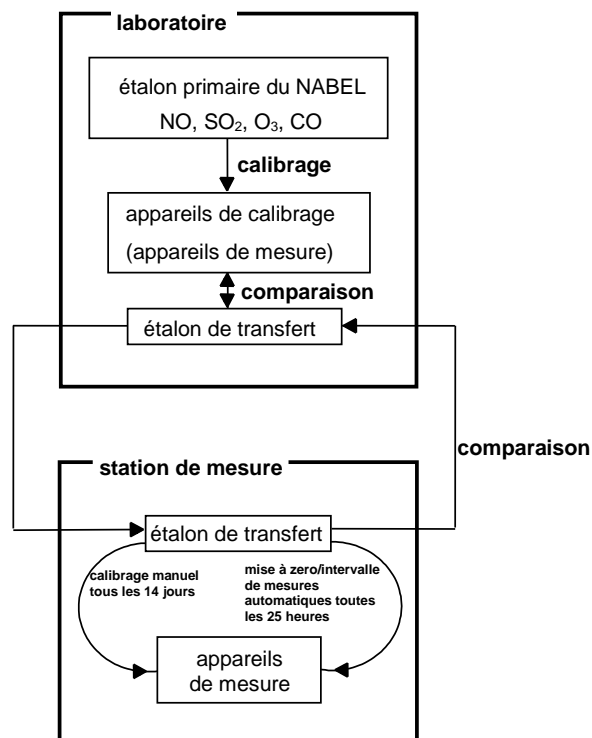 laboratoire
étalon primaire du NABEL
NO, SO₂, O₃, CO
calibrage
appareils de calibrage
(appareils de mesure)
comparaison
étalon de transfert
comparaison
station de mesure
étalon de transfert
calibrage manuel
tous les 14 jours
mise à zero/intervalle
de mesures
automatiques toutes
les 25 heures
appareils
de mesure